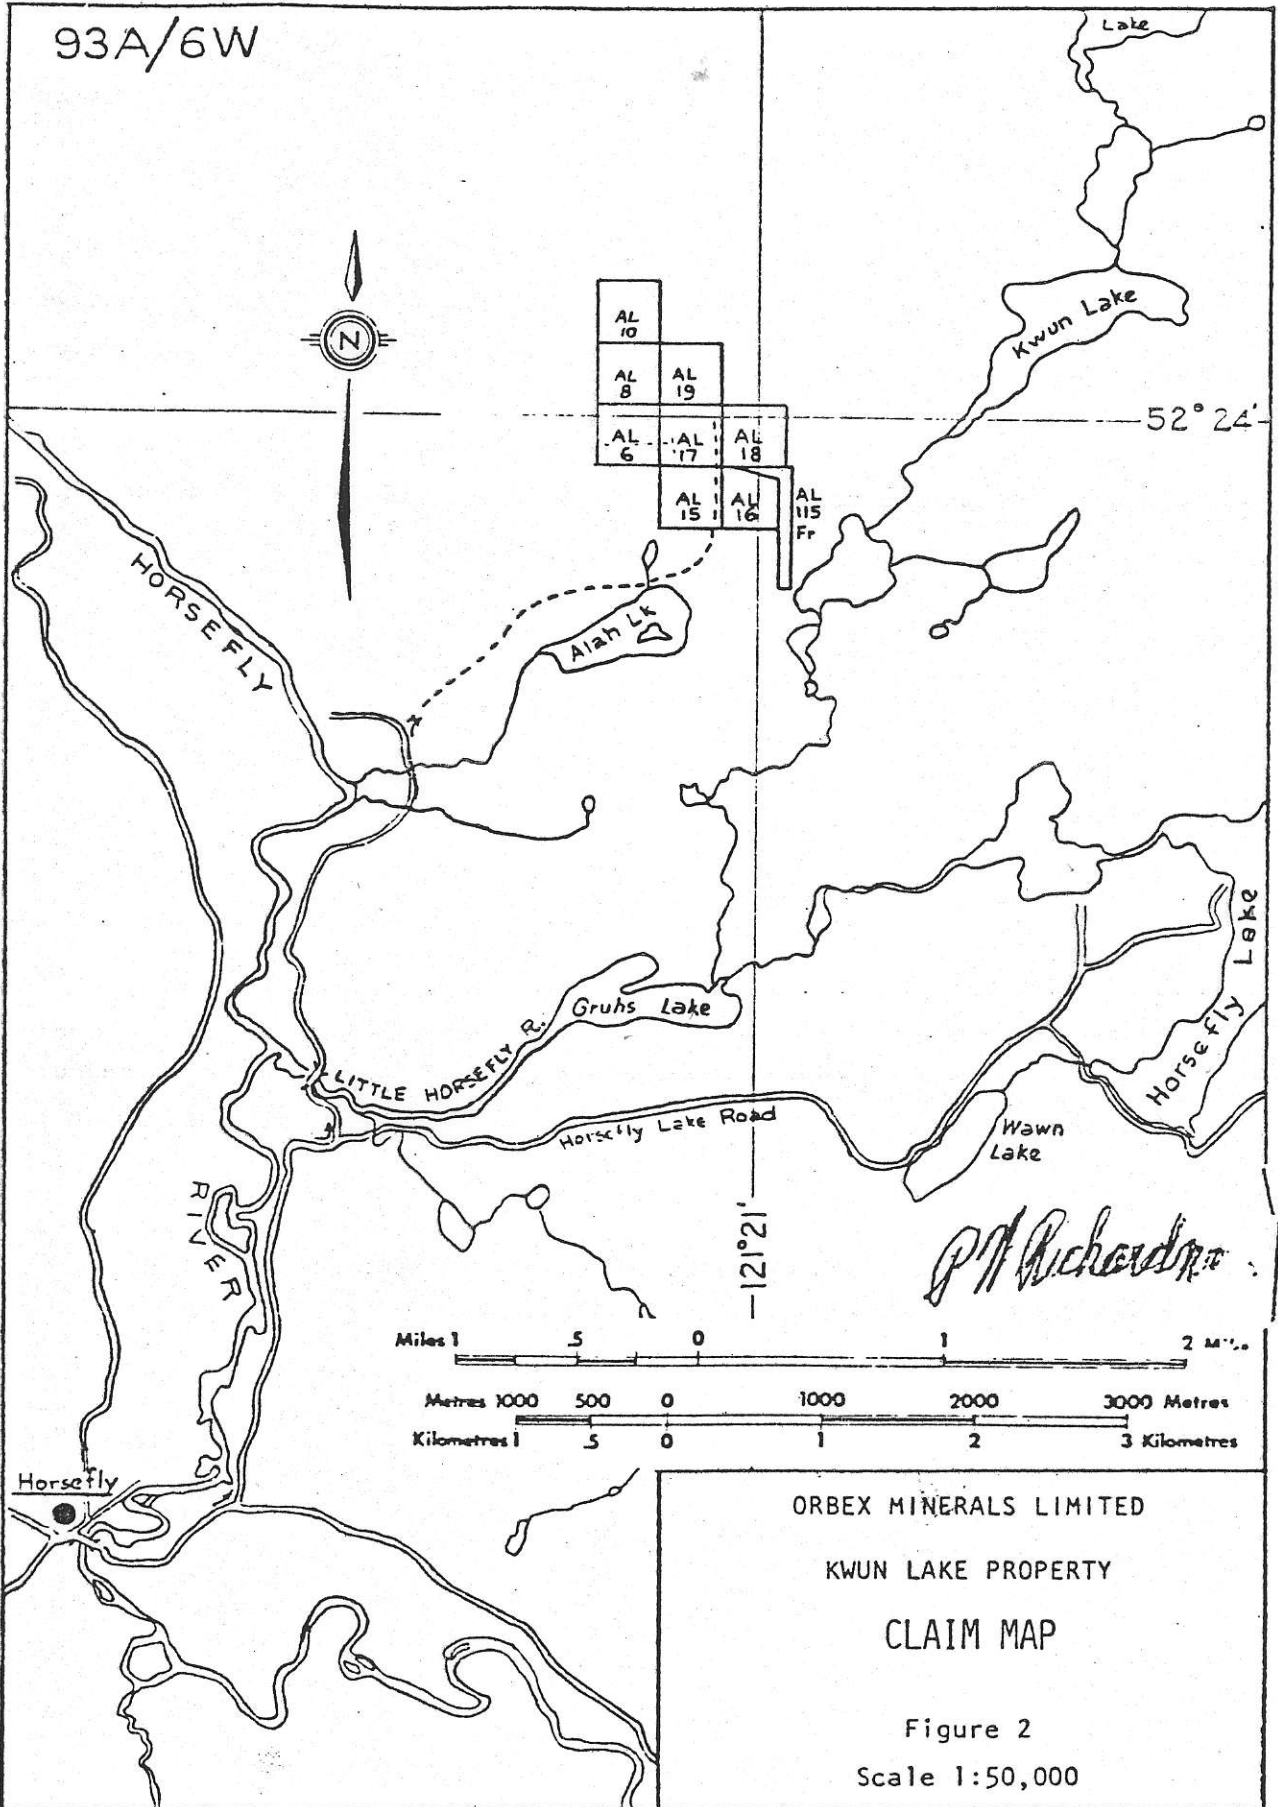 93A/6W
Lake
N
Kwun Lake
AL
10
AL
8
AL
19
52° 24'
AL
6
AL
17
AL
18
AL
15
AL
16
AL
115
Fr
HORSEFLY
Alah Lk
Gruhs Lake
LITTLE HORSEFLY R.
Horsefly Lake Road
Horsefly Lake
Wawn
Lake
RIVER
121°21'
Miles 1 .5 0 1 2
Metres 1000 500 0 1000 2000 3000 Metres
Kilometres 1 .5 0 1 2 3 Kilometres
Horsefly
ORBEX MINERALS LIMITED
KWUN LAKE PROPERTY
CLAIM MAP
Figure 2
Scale 1:50,000